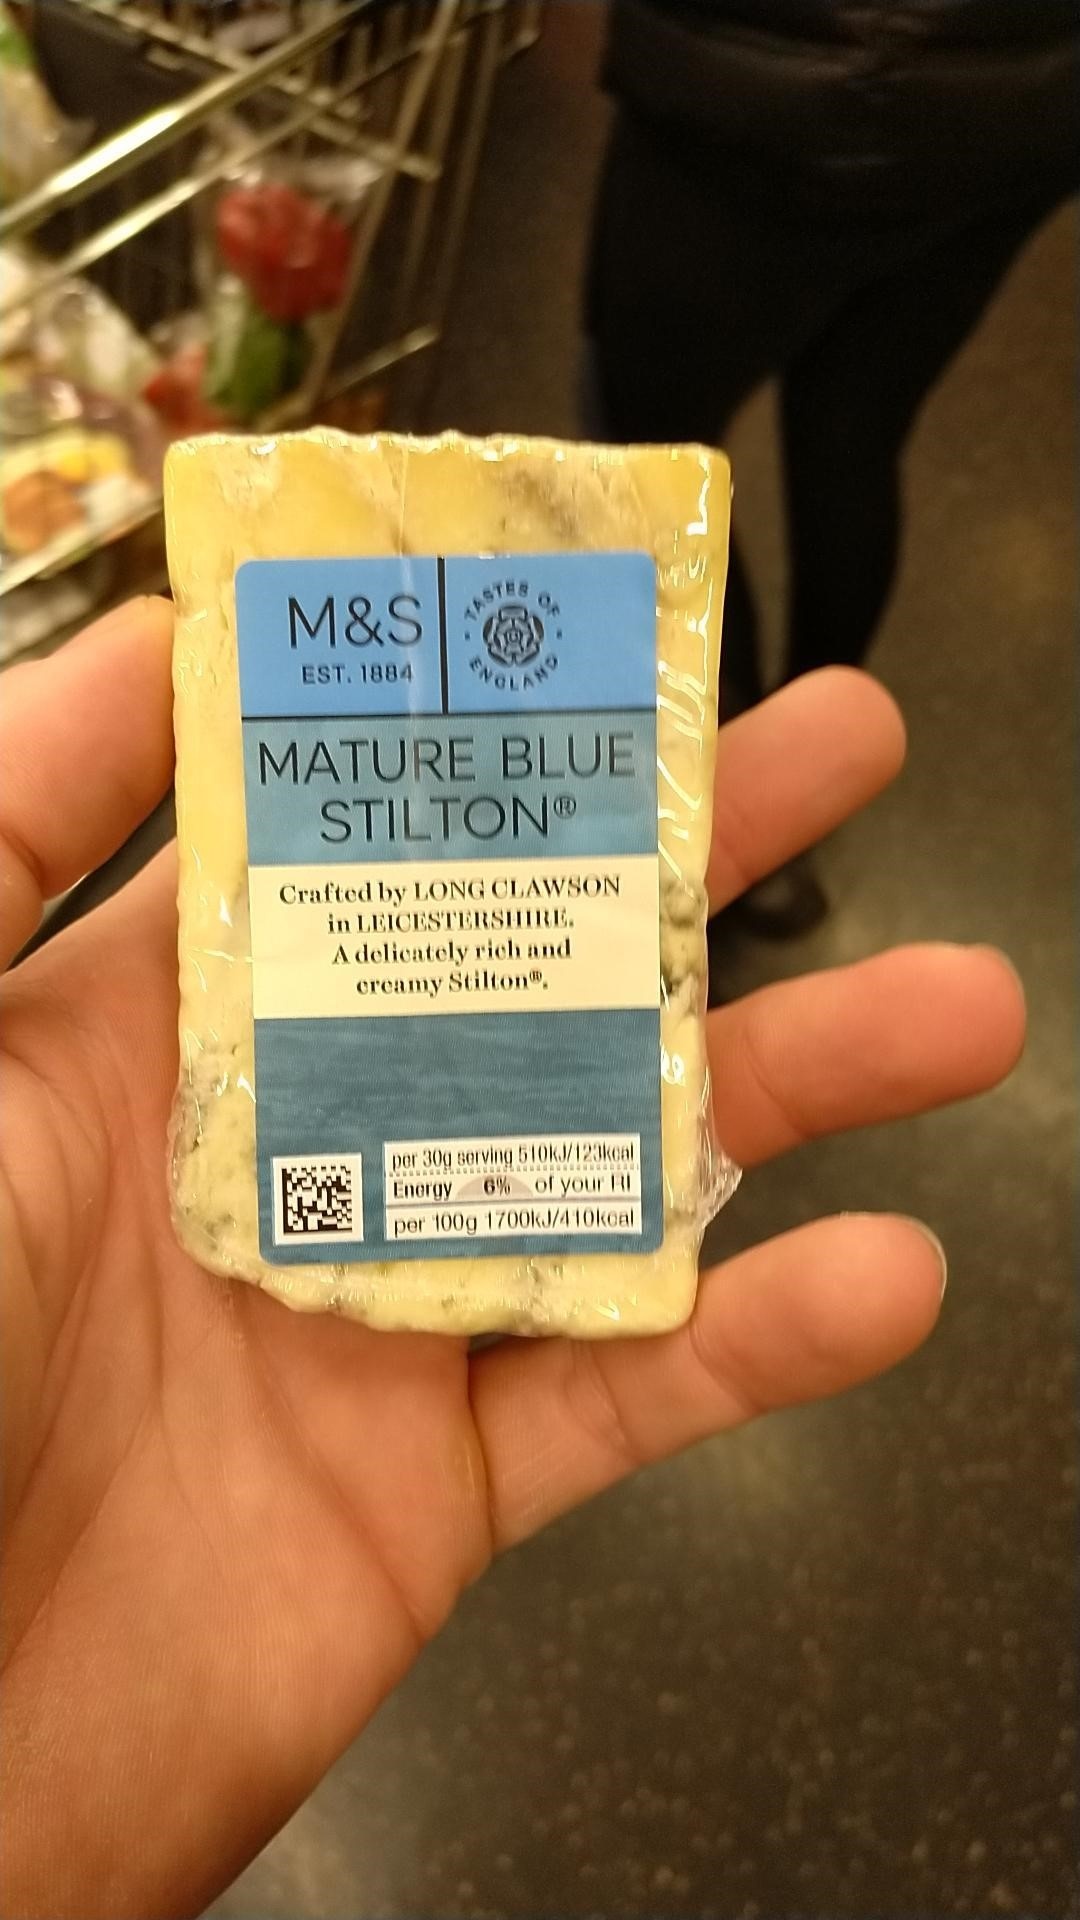 M&S
EST. 1884
TASTES OF
ENGLAND
MATURE BLUE
STILTON®
Crafted by LONG CLAWSON
in LEICESTERSHIRE.
A delicately rich and
creamy Stilton®.
per 30g serving 510kJ/123kcal
Energy 6% of your RI
per 100g 1700kJ/410kcal